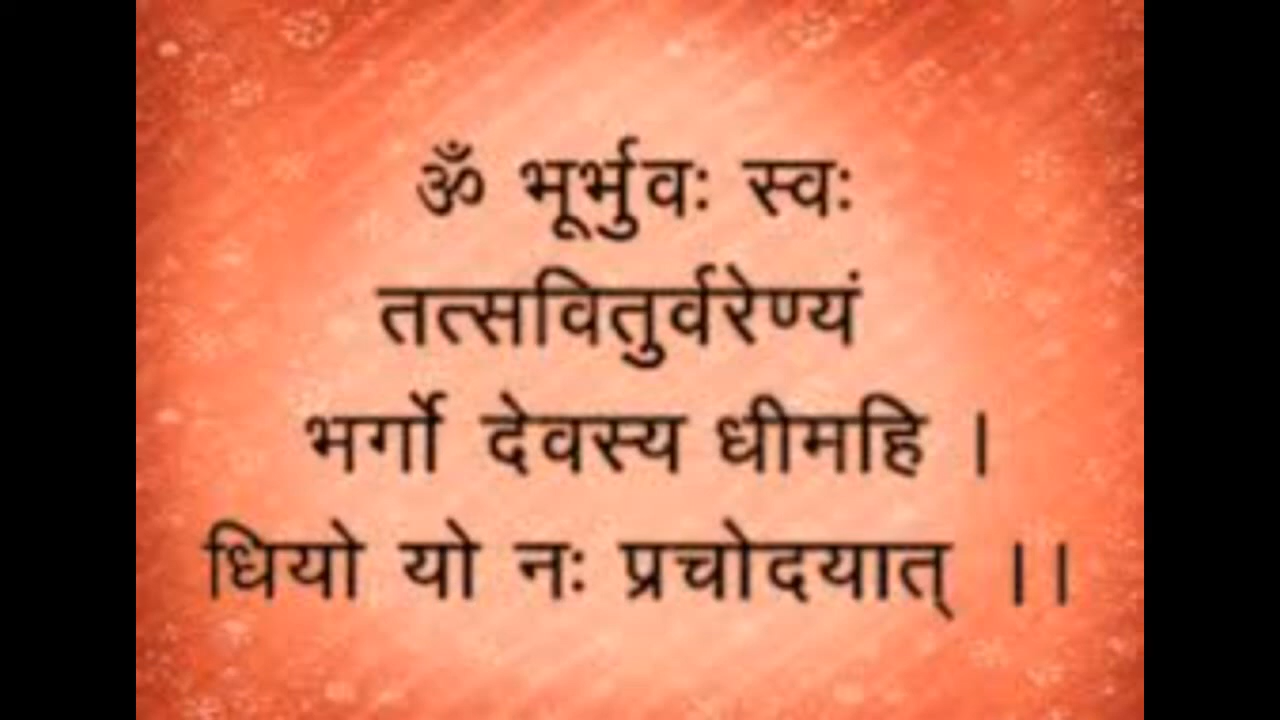 ॐ भूर्भुवः स्वः
तत्सवितुर्वरेण्यं
भर्गो देवस्य धीमहि ।
धियो यो नः प्रचोदयात् ।।